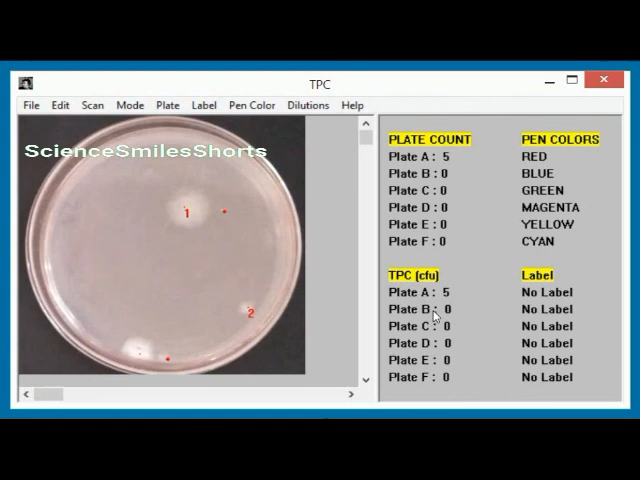 TPC
File Edit Scan Mode Plate Label Pen Color Dilutions Help
ScienceSmilesShorts
1
2
PLATE COUNT PEN COLORS
Plate A : 5 RED
Plate B : 0 BLUE
Plate C : 0 GREEN
Plate D : 0 MAGENTA
Plate E : 0 YELLOW
Plate F : 0 CYAN
TPC (cfu) Label
Plate A : 5 No Label
Plate B : 0 No Label
Plate C : 0 No Label
Plate D : 0 No Label
Plate E : 0 No Label
Plate F : 0 No Label